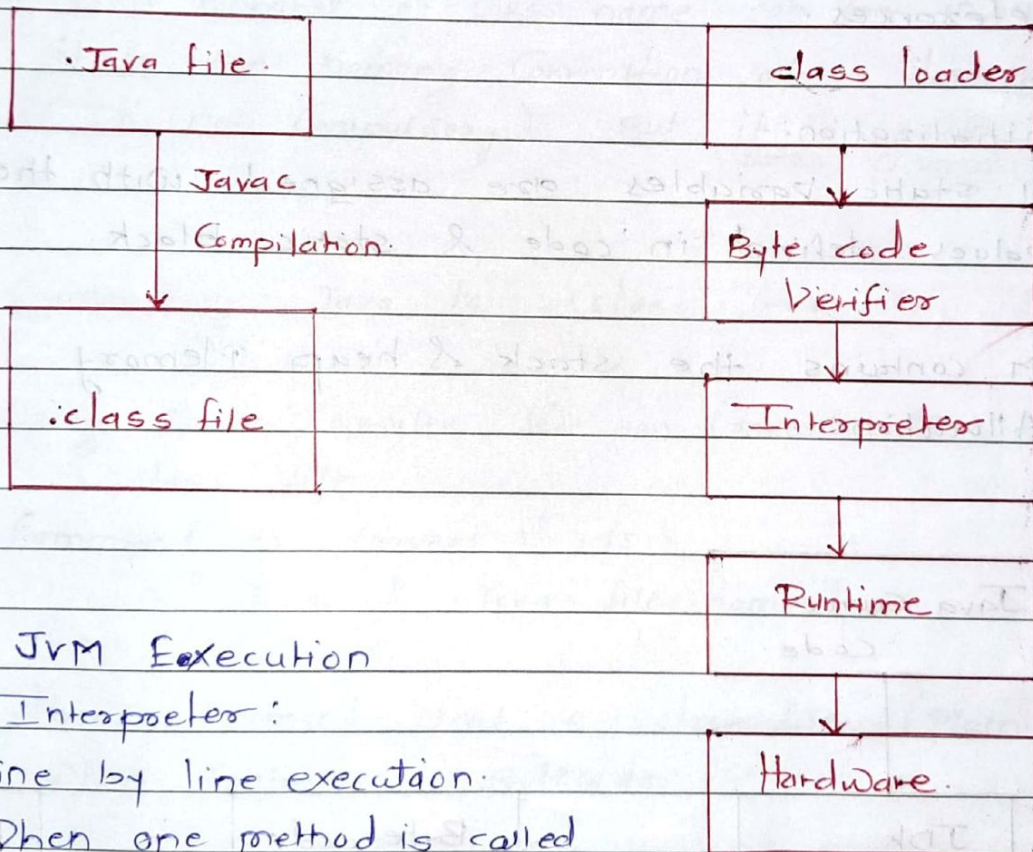 .Java file.
Javac
Compilation.
.class file
class loader
Byte code
Verifier
Interpreter
Runtime
Hardware.
JVM Execution
Interpreter:
ine by line execution.
When one method is called